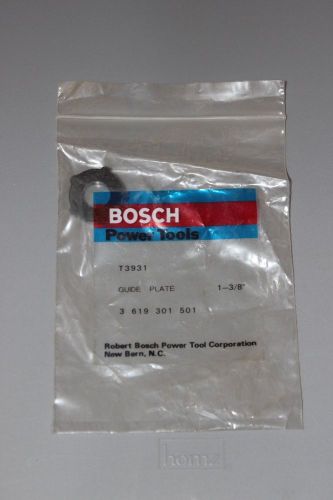 BOSCH
Power Tools
T3931
GUIDE PLATE 1-3/8"
3 619 301 501
Robert Bosch Power Tool Corporation
New Bern, N.C.
homz